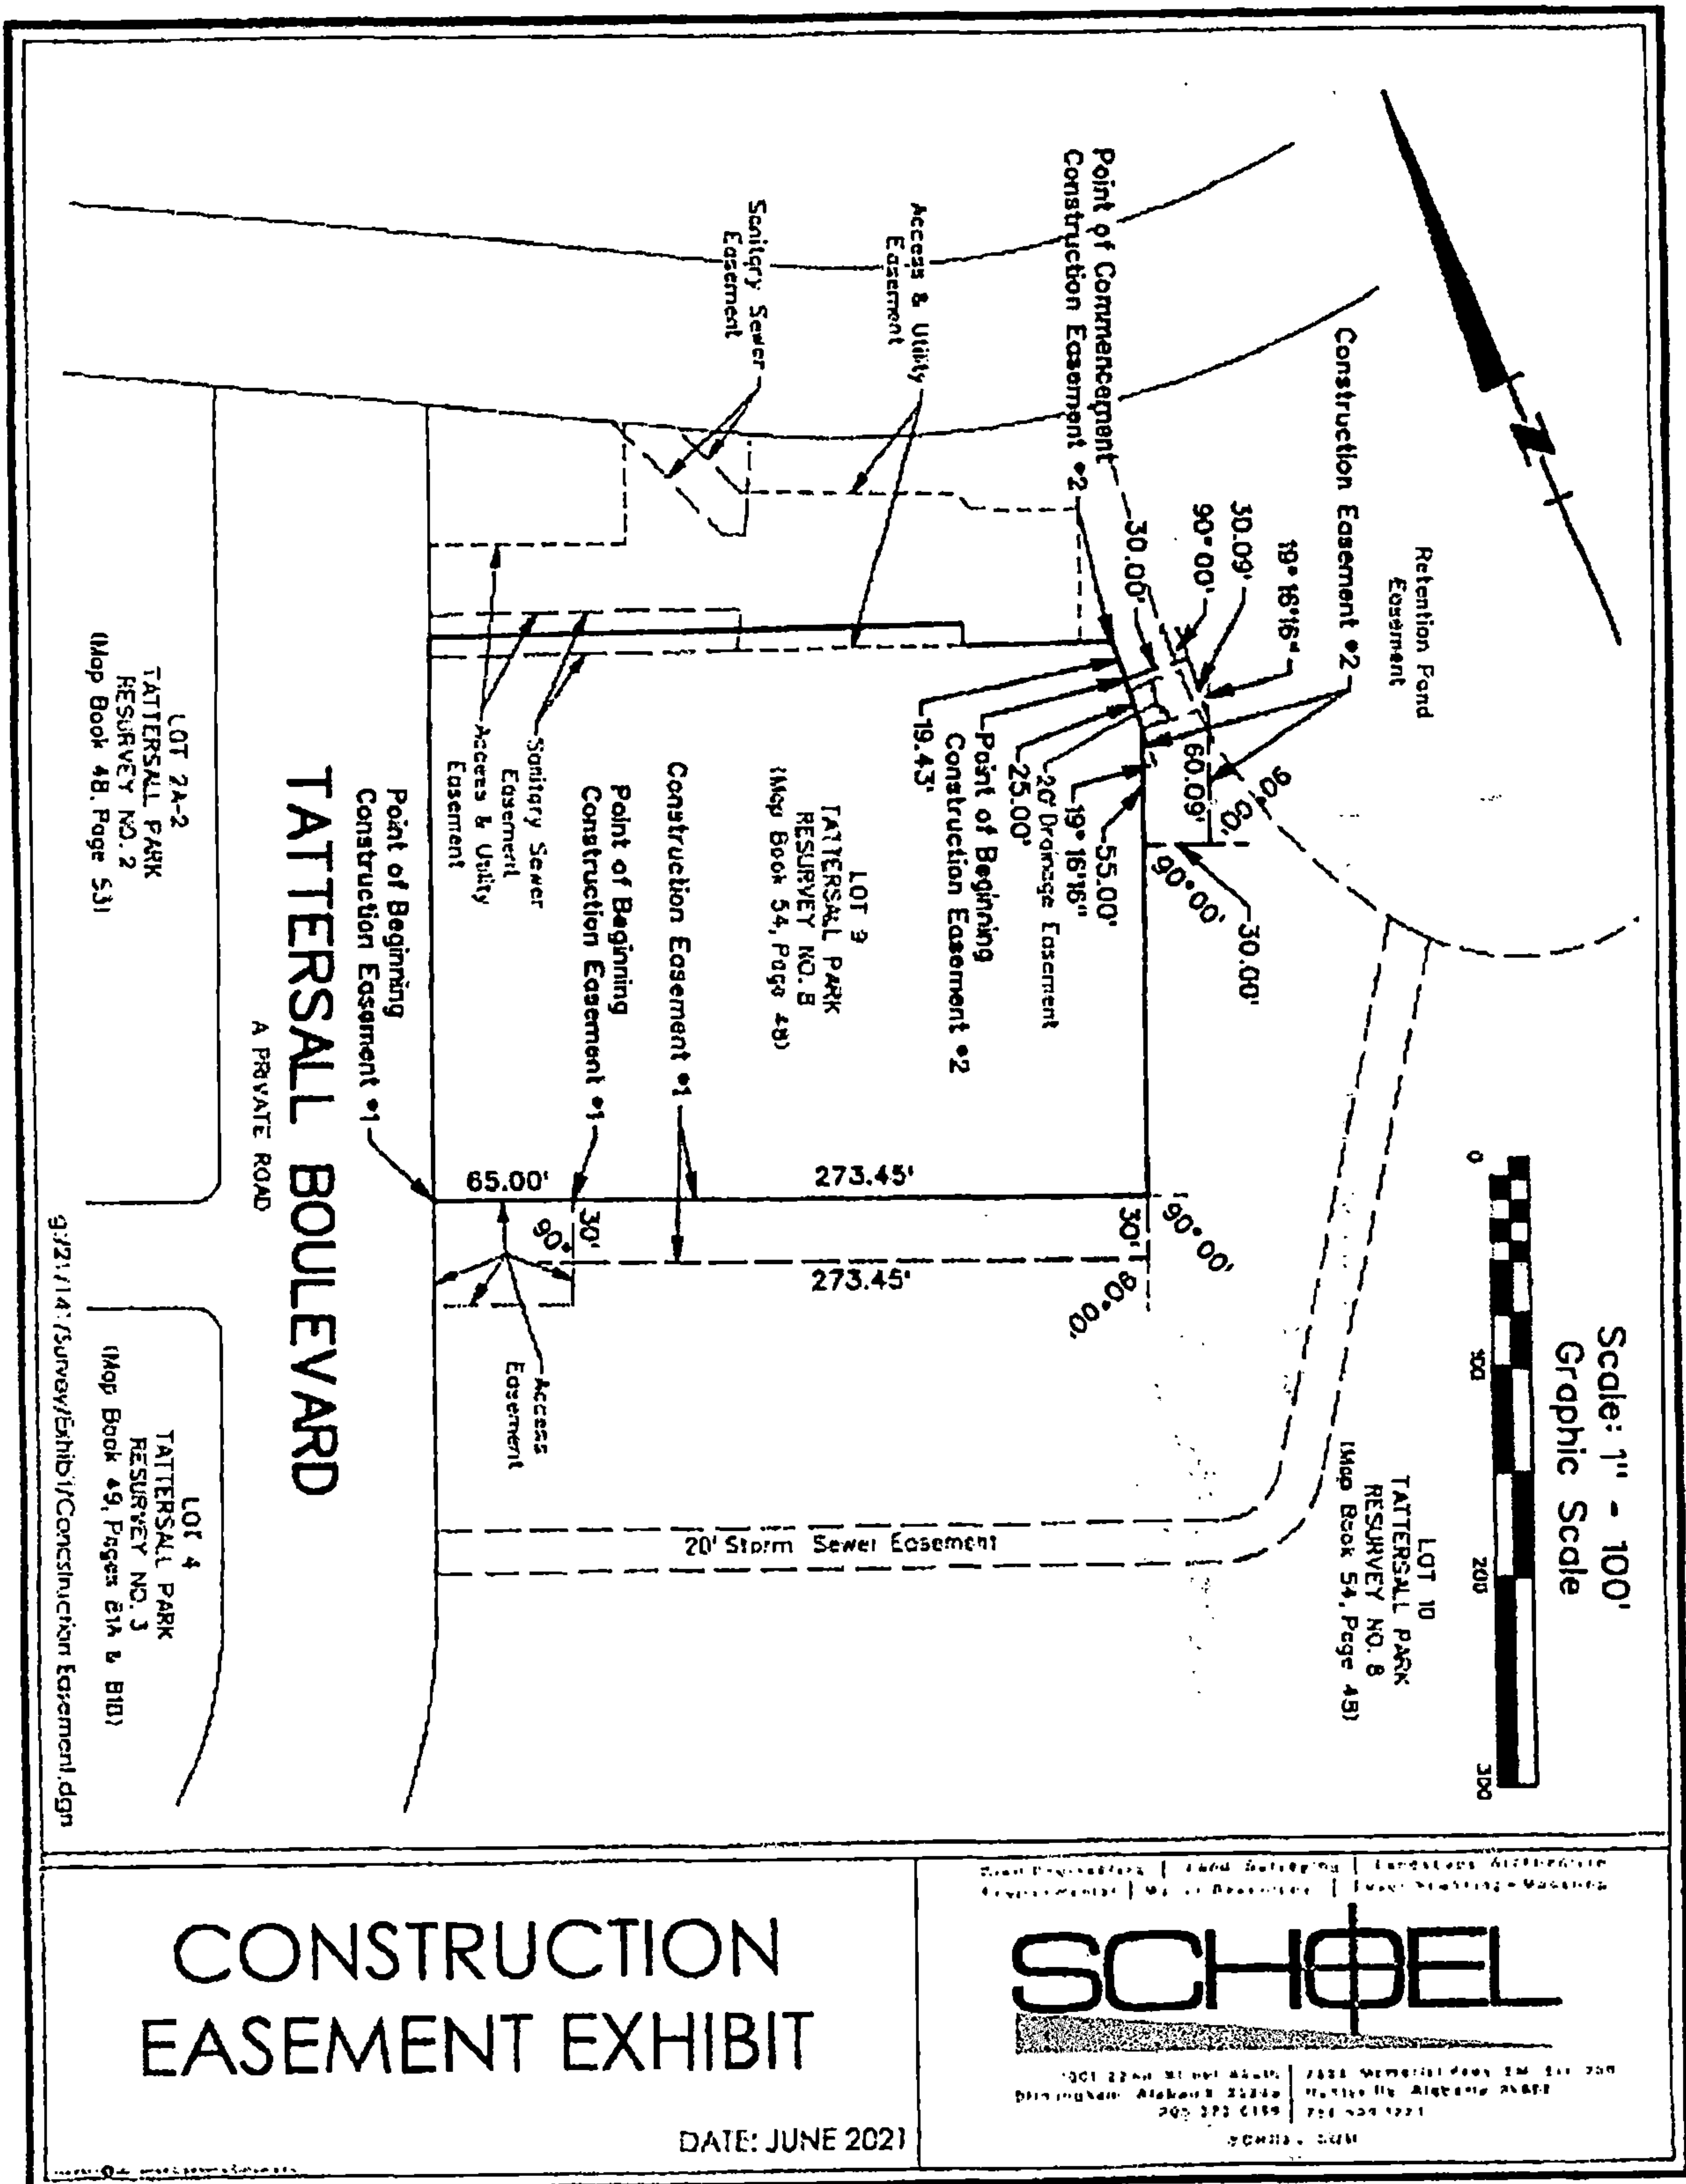 Scale: 1" - 100'
Graphic Scale
0
100
200
300
N
Retention Pond
Easement
Construction Easement #2
19° 16'16"
30.09'
90° 00'
30.00'
Point of Commencement
Construction Easement #2
Access & Utility
Easement
Sanitary Sewer
Easement
60.09'
90° 00'
90°00'
30.00'
55.00'
19° 16'16"
20' Drainage Easement
25.00'
Point of Beginning
Construction Easement #2
19.43'
LOT 10
TATTERSALL PARK
RESURVEY NO. 8
(Map Book 54, Page 48)
LOT 9
TATTERSALL PARK
RESURVEY NO. 8
(Map Book 54, Page 48)
Construction Easement #1
Point of Beginning
Construction Easement #1
Sanitary Sewer
Easement
Access & Utility
Easement
Point of Beginning
Construction Easement #1
65.00'
273.45'
90°00'
30'
30'
90°
273.45'
90°00'
Access
Easement
20' Storm Sewer Easement
TATTERSALL BOULEVARD
A PRIVATE ROAD
LOT 2A-2
TATTERSALL PARK
RESURVEY NO. 2
(Map Book 48, Page 53)
LOT 4
TATTERSALL PARK
RESURVEY NO. 3
(Map Book 49, Pages 81A & 81B)
SCHOEL
CONSTRUCTION
EASEMENT EXHIBIT
DATE: JUNE 2021